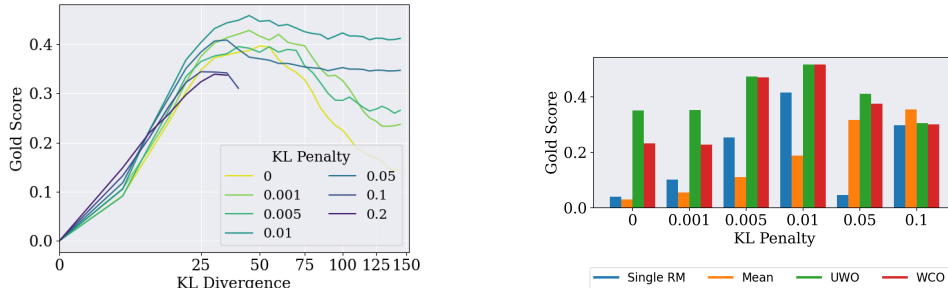 0.4
0.3
0.2
0.1
0.0
Gold Score
KL Penalty
0 0.05
0.001 0.1
0.005 0.2
0.01
0 25 50 75 100 125 150
KL Divergence
0.4
0.2
0.0
Gold Score
0 0.001 0.005 0.01 0.05 0.1
KL Penalty
Single RM Mean UWO WCO